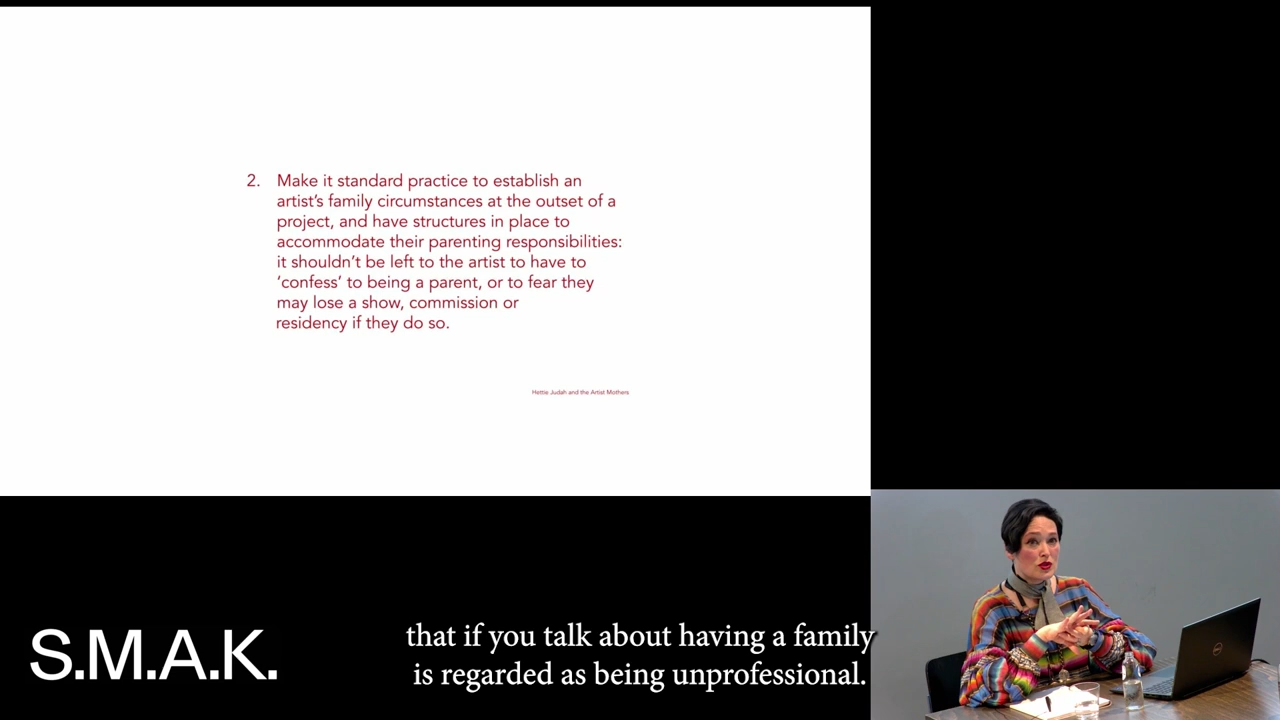 2. Make it standard practice to establish an
artist's family circumstances at the outset of a
project, and have structures in place to
accommodate their parenting responsibilities:
it shouldn't be left to the artist to have to
‘confess’ to being a parent, or to fear they
may lose a show, commission or
residency if they do so.
Hettie Judah and the Artist Mothers
S.M.A.K.
that if you talk about having a family
is regarded as being unprofessional.
DELL